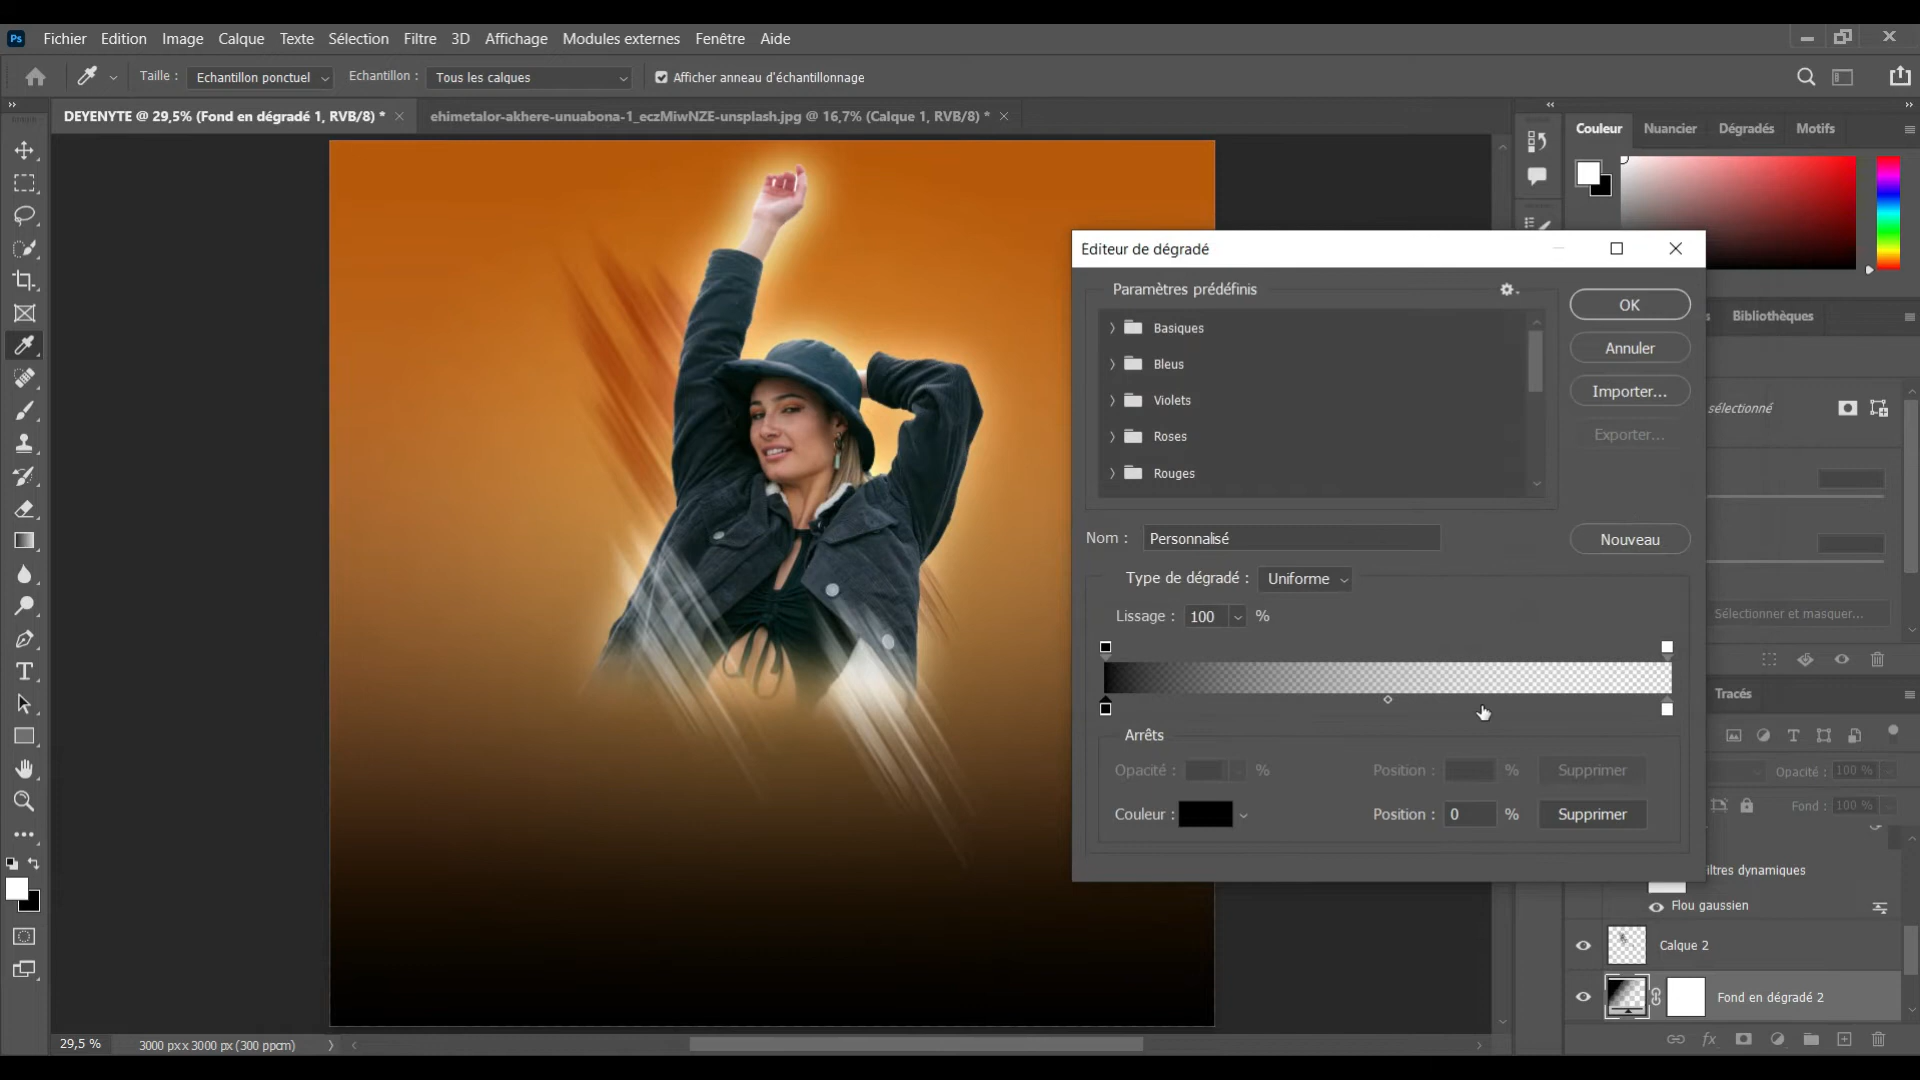 Ps Fichier Edition Image Calque Texte Sélection Filtre 3D Affichage Modules externes Fenêtre Aide
Taille : Echantillon ponctuel Echantillon : Tous les calques Afficher anneau d'échantillonnage
DEYENYTE @ 29,5% (Fond en dégradé 1, RVB/8) *
ehimetalor-akhere-unuabona-1_eczMiwNZE-unsplash.jpg @ 16,7% (Calque 1, RVB/8) *
Couleur Nuancier Dégradés Motifs
Editeur de dégradé
Paramètres prédéfinis
OK
Bibliothèques
Basiques
Annuler
Bleus
Importer...
Violets
sélectionné
Roses
Exporter...
Rouges
Nom : Personnalisé
Nouveau
Type de dégradé : Uniforme
Lissage : 100 %
Sélectionner et masquer...
Tracés
Arrêts
Opacité : % Position : % Supprimer
Opacité : 100 %
Couleur : Position : 0 % Supprimer
Fond : 100 %
iltres dynamiques
Flou gaussien
Calque 2
Fond en dégradé 2
29,5 % 3000 px x 3000 px (300 ppcm)